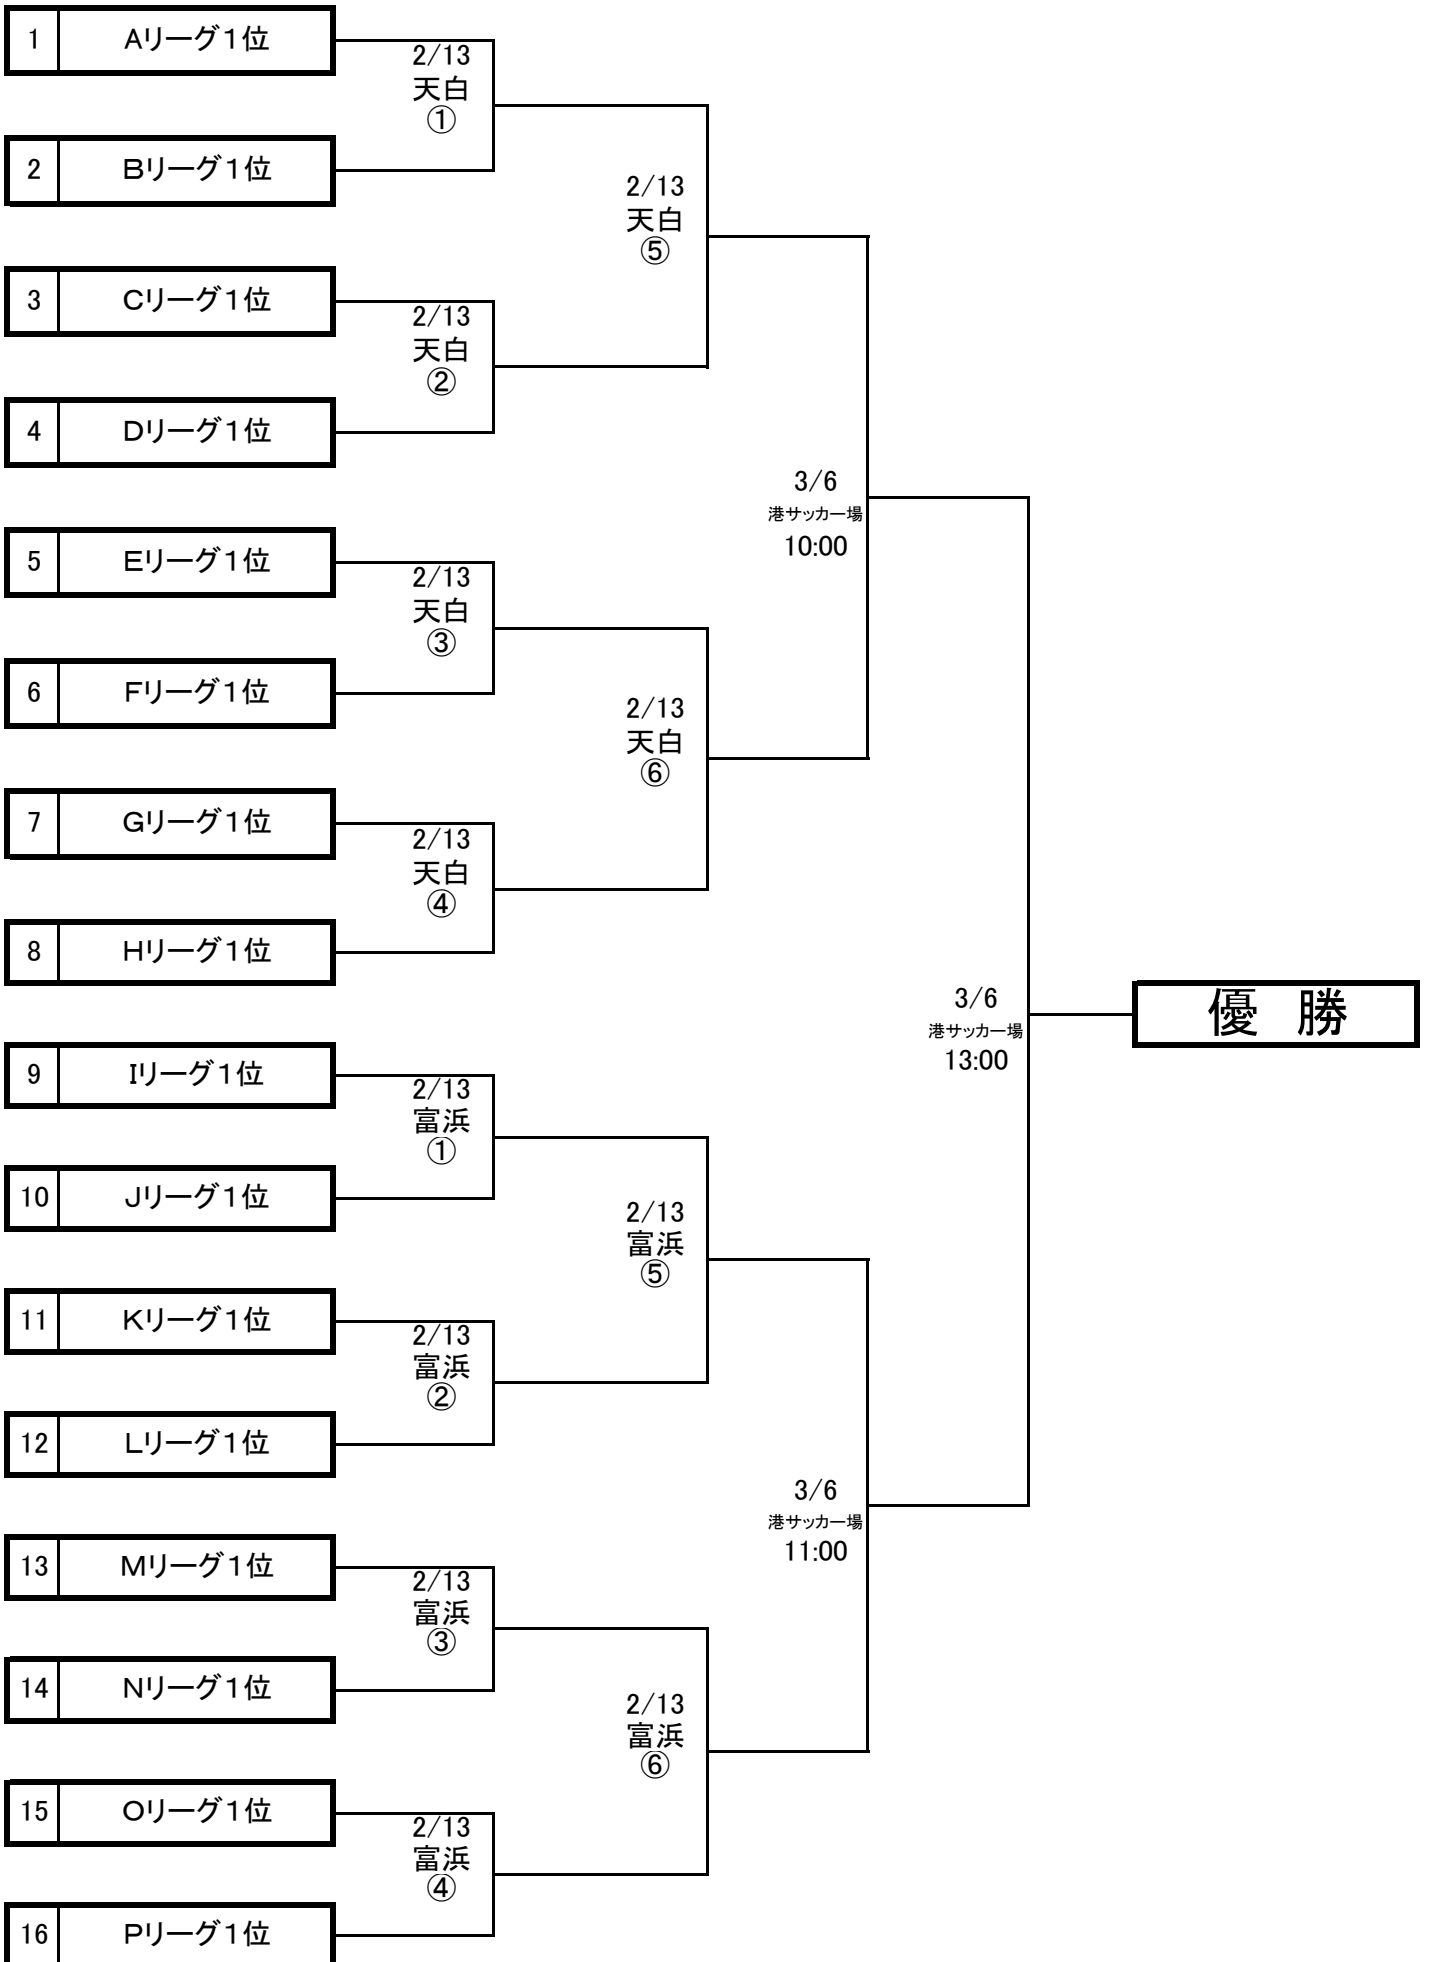 1 Aリーグ1位
2/13
天白
①
2 Bリーグ1位
2/13
天白
⑤
3 Cリーグ1位
2/13
天白
②
4 Dリーグ1位
3/6
港サッカー場
10:00
5 Eリーグ1位
2/13
天白
③
6 Fリーグ1位
2/13
天白
⑥
7 Gリーグ1位
2/13
天白
④
8 Hリーグ1位
3/6
港サッカー場
13:00
優 勝
9 Iリーグ1位
2/13
富浜
①
10 Jリーグ1位
2/13
富浜
⑤
11 Kリーグ1位
2/13
富浜
②
12 Lリーグ1位
3/6
港サッカー場
11:00
13 Mリーグ1位
2/13
富浜
③
14 Nリーグ1位
2/13
富浜
⑥
15 Oリーグ1位
2/13
富浜
④
16 Pリーグ1位